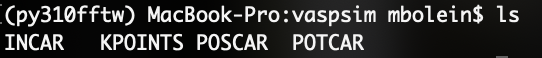 (py310fftw) MacBook-Pro:vaspsim mbolein$ ls
INCAR KPOINTS POSCAR POTCAR